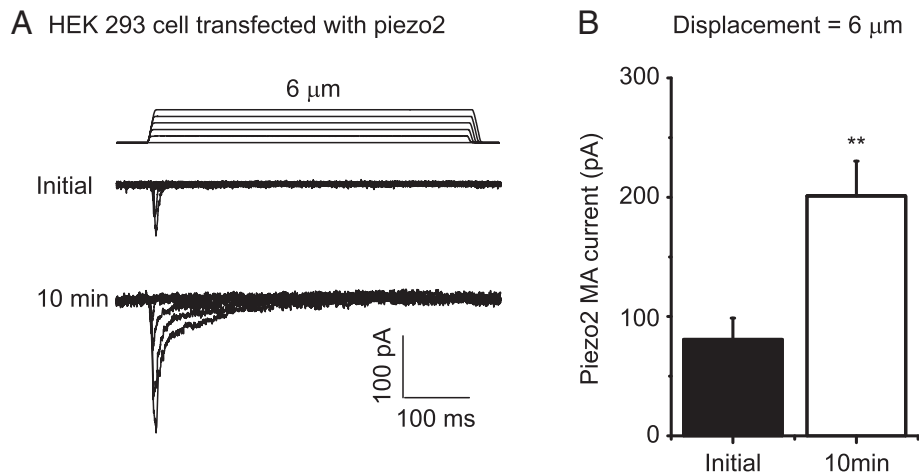 A HEK 293 cell transfected with piezo2
6 μm
Initial
10 min
100 pA
100 ms
B Displacement = 6 μm
Piezo2 MA current (pA)
300
200
100
0
**
Initial 10min